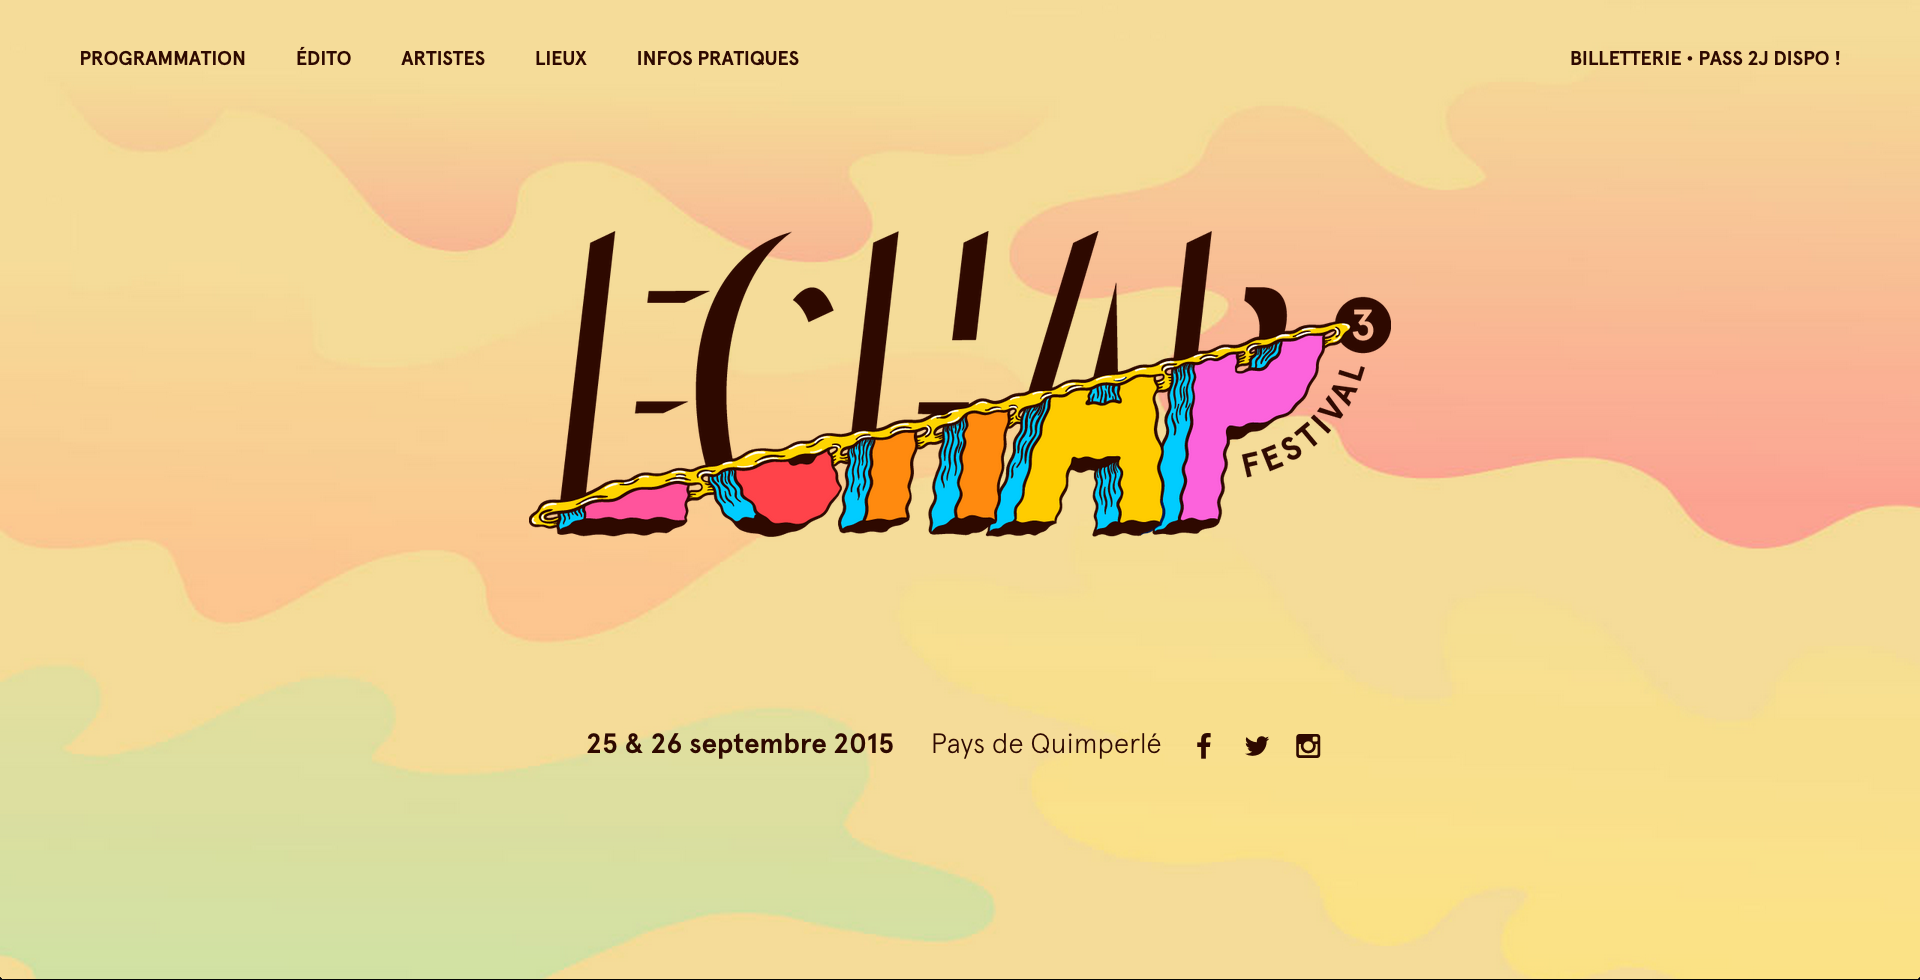 PROGRAMMATION ÉDITO ARTISTES LIEUX INFOS PRATIQUES BILLETTERIE • PASS 2J DISPO !
ECHAP 3
FESTIVAL
25 & 26 septembre 2015 Pays de Quimperlé